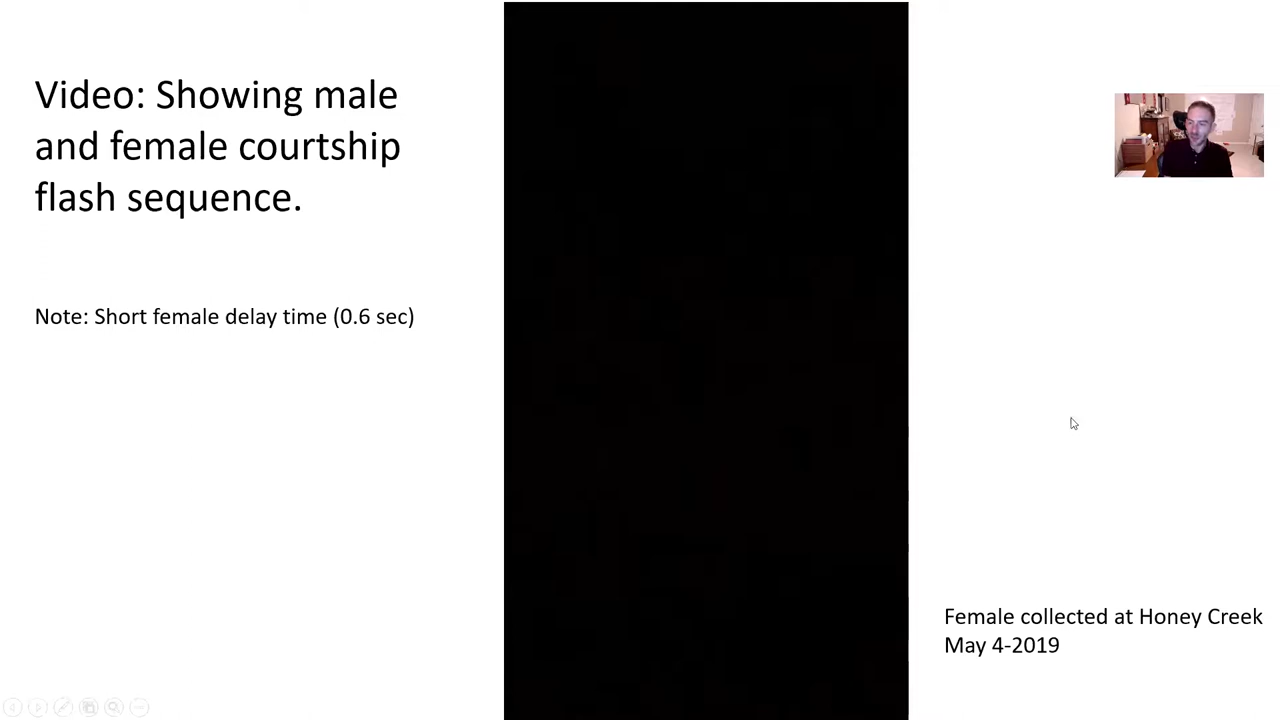 Video: Showing male
and female courtship
flash sequence.
Note: Short female delay time (0.6 sec)
Female collected at Honey Creek
May 4-2019